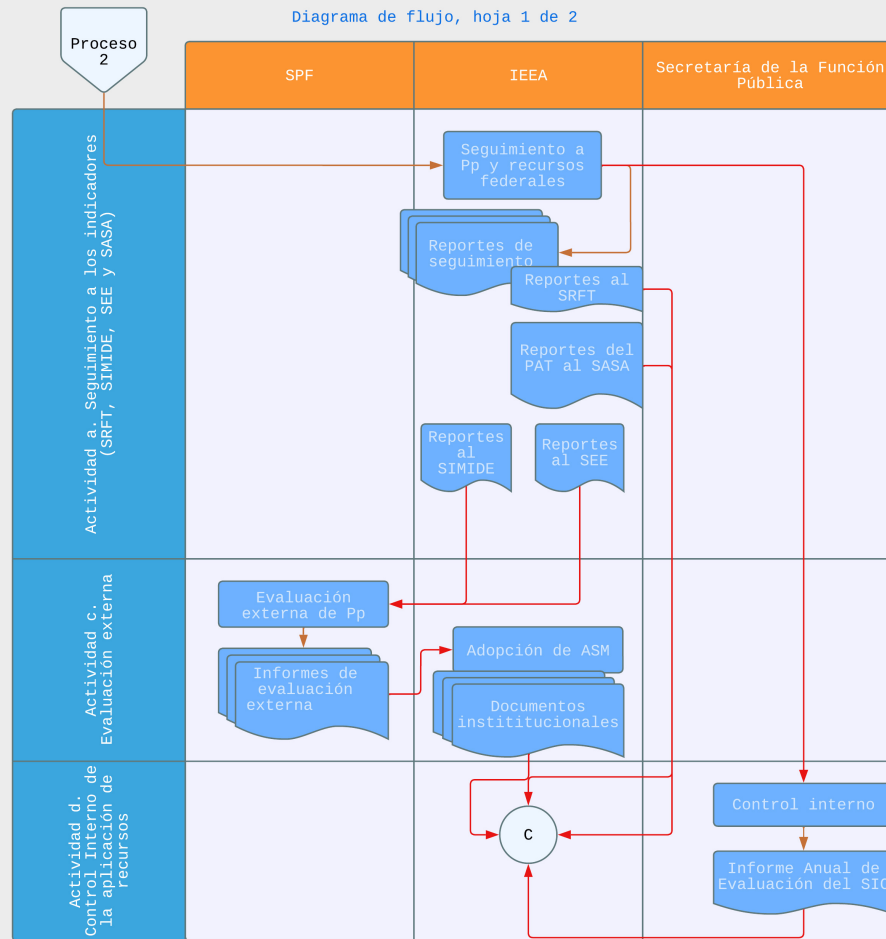 Diagrama de flujo, hoja 1 de 2
Proceso
2
SPF
IEEA
Secretaría de la Función
Pública
Actividad a. Seguimiento a los indicadores
(SRFT, SIMIDE, SEE y SASA)
Seguimiento a
Pp y recursos
federales
Reportes de
seguimiento
Reportes al
SRFT
Reportes del
PAT al SASA
Reportes
al
SIMIDE
Reportes
al SEE
Actividad c.
Evaluación externa
Evaluación
externa de Pp
Informes de
evaluación
externa
Adopción de ASM
Documentos
instititucionales
Actividad d.
Control Interno de
la aplicación de
recursos
C
Control interno
Informe Anual de
Evaluación del SIC